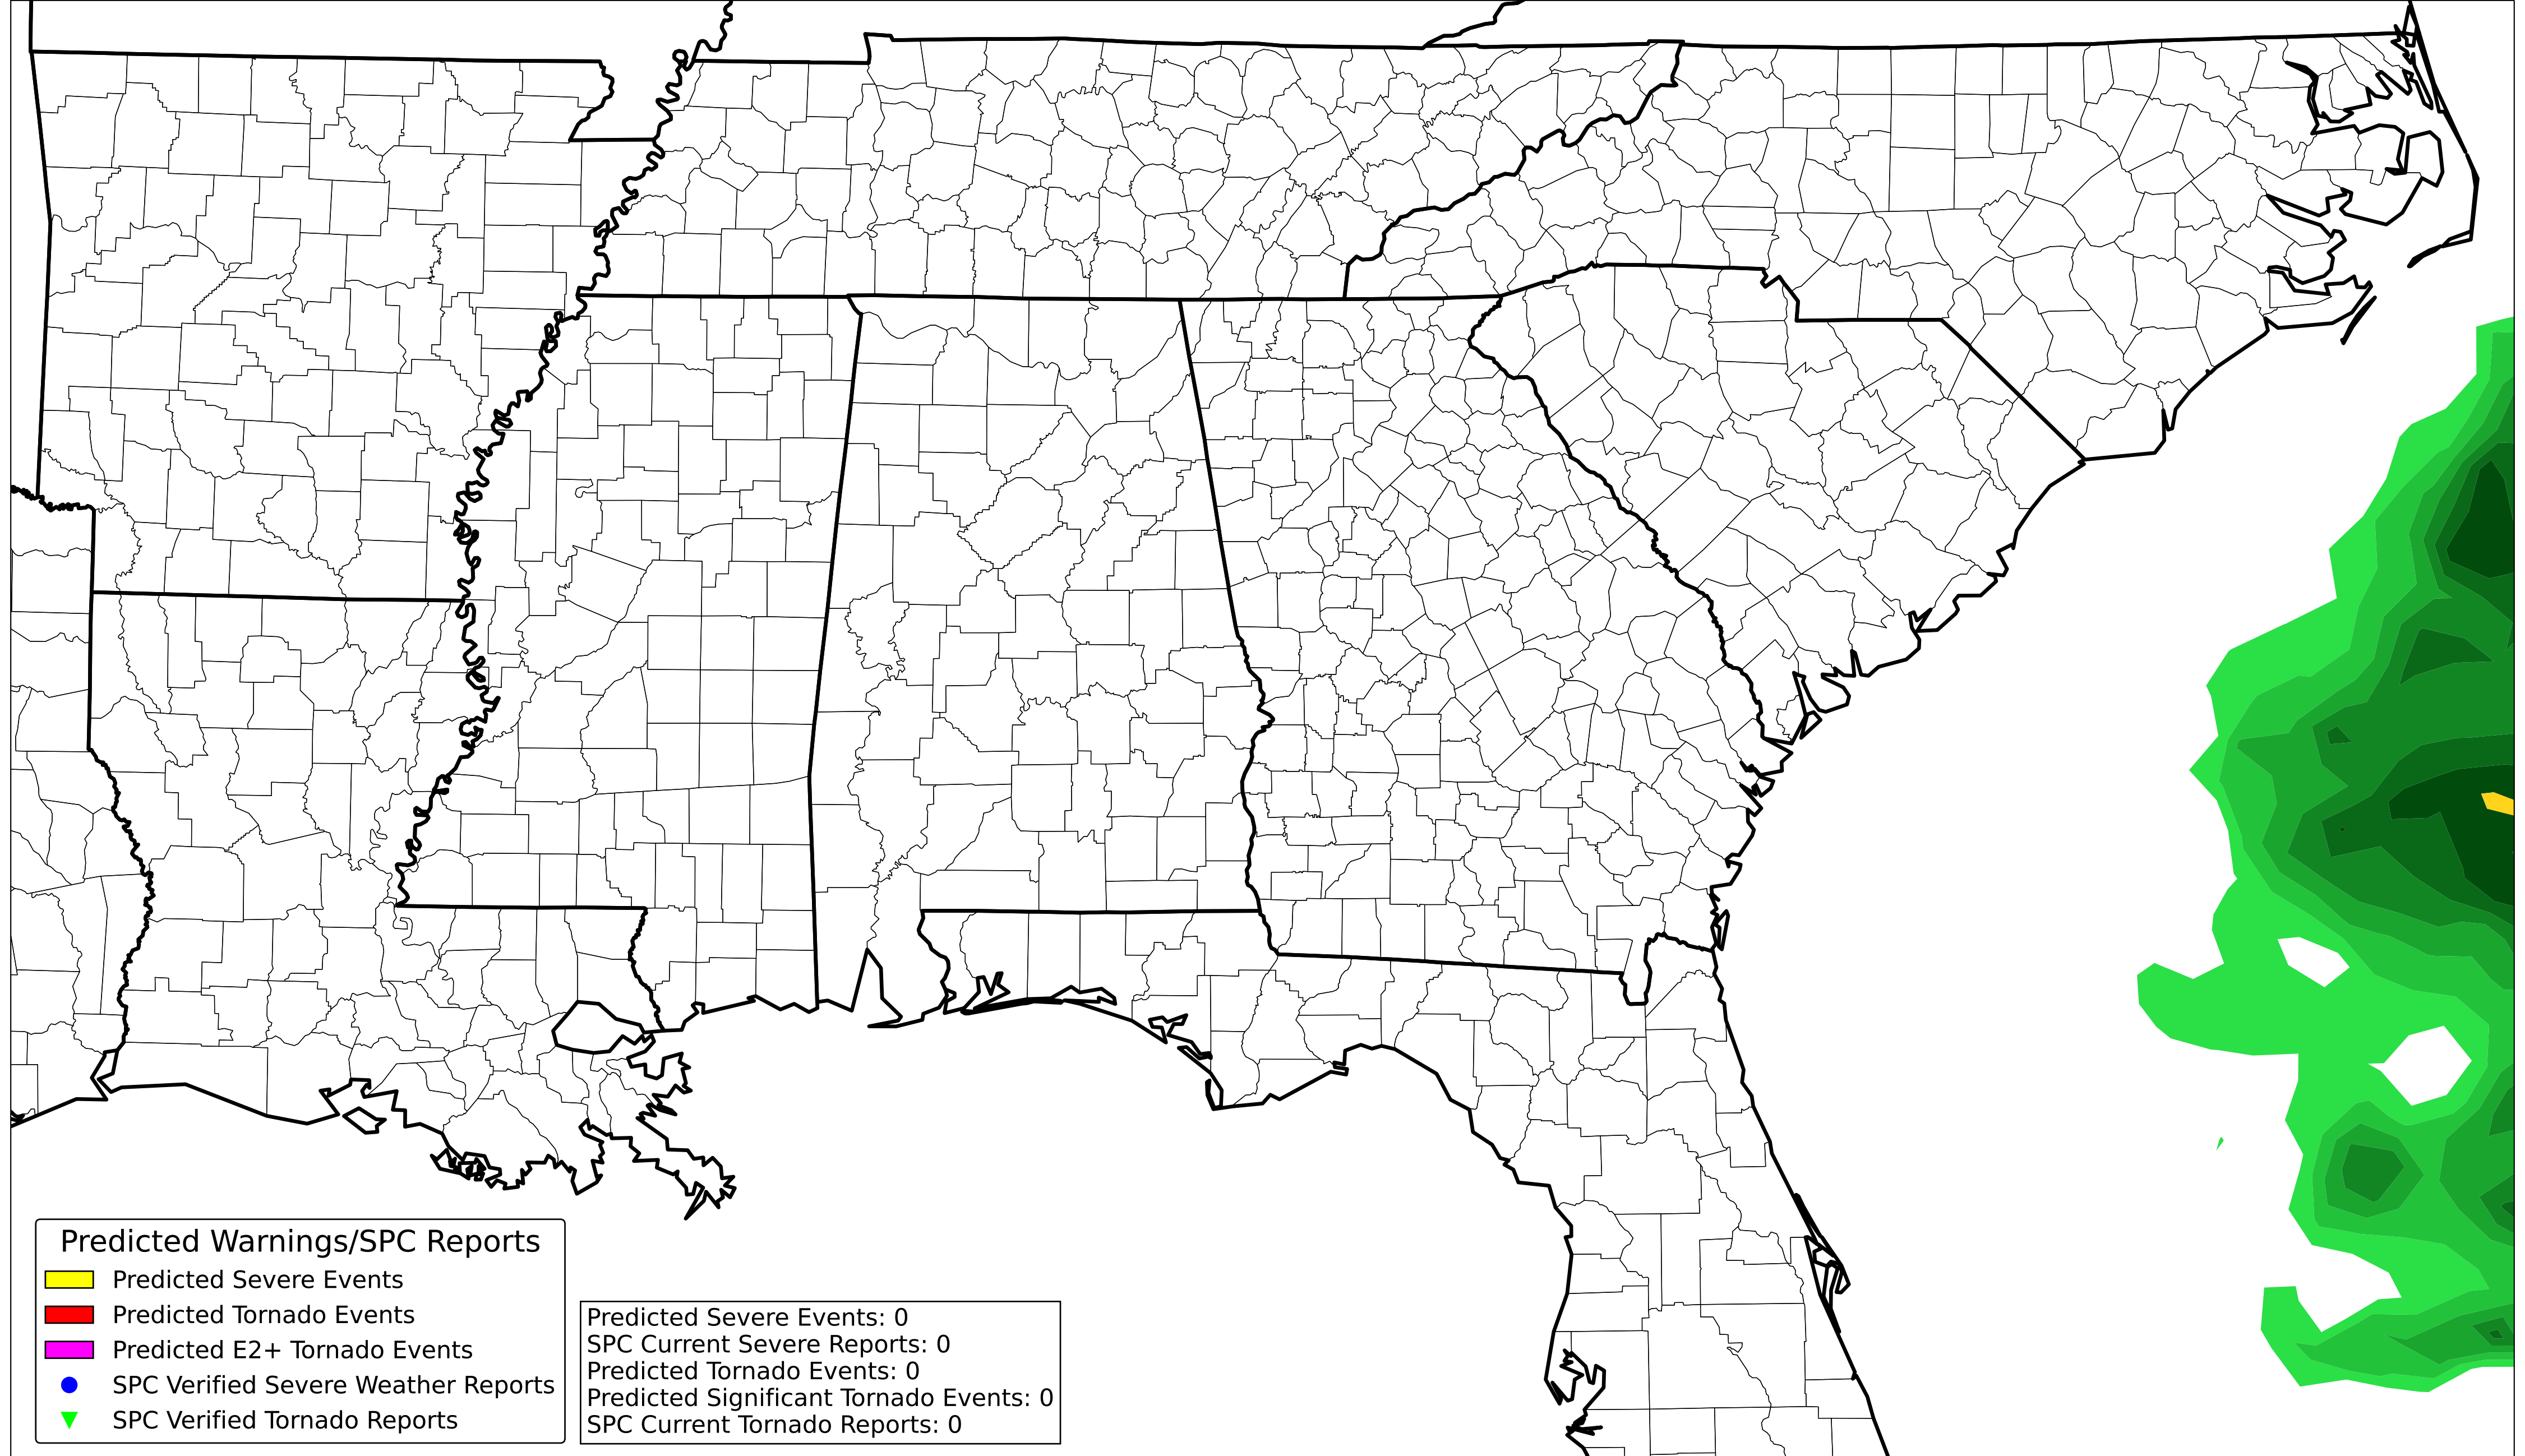 Predicted Warnings/SPC Reports
Predicted Severe Events
Predicted Tornado Events
Predicted E2+ Tornado Events
SPC Verified Severe Weather Reports
SPC Verified Tornado Reports
Predicted Severe Events: 0
SPC Current Severe Reports: 0
Predicted Tornado Events: 0
Predicted Significant Tornado Events: 0
SPC Current Tornado Reports: 0